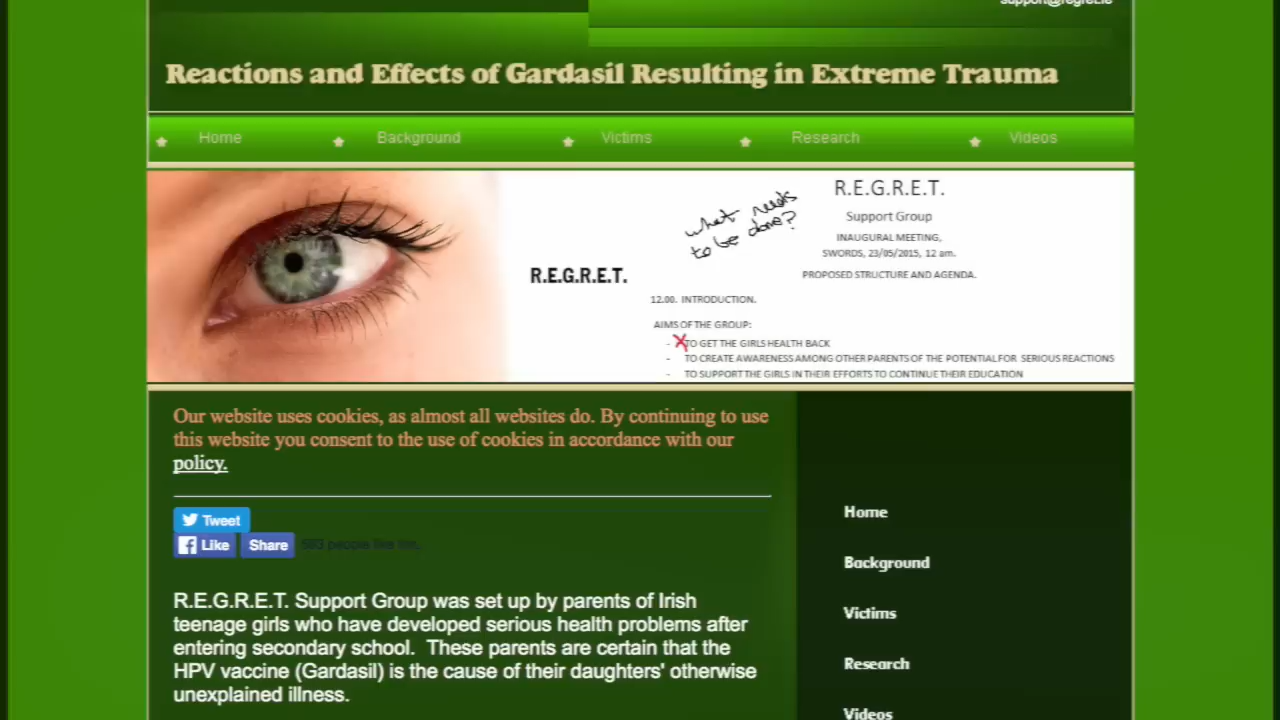 support@regret.ie
Reactions and Effects of Gardasil Resulting in Extreme Trauma
Home
Background
Victims
Research
Videos
what needs
to be done?
R.E.G.R.E.T.
R.E.G.R.E.T.
Support Group
INAUGURAL MEETING,
SWORDS, 23/05/2015, 12 am.
PROPOSED STRUCTURE AND AGENDA.
12.00. INTRODUCTION.
AIMS OF THE GROUP:
- TO GET THE GIRLS HEALTH BACK
- TO CREATE AWARENESS AMONG OTHER PARENTS OF THE POTENTIAL FOR SERIOUS REACTIONS
- TO SUPPORT THE GIRLS IN THEIR EFFORTS TO CONTINUE THEIR EDUCATION
Our website uses cookies, as almost all websites do. By continuing to use
this website you consent to the use of cookies in accordance with our
policy.
Tweet
Like Share people like this.
R.E.G.R.E.T. Support Group was set up by parents of Irish
teenage girls who have developed serious health problems after
entering secondary school. These parents are certain that the
HPV vaccine (Gardasil) is the cause of their daughters' otherwise
unexplained illness.
Home
Background
Victims
Research
Videos